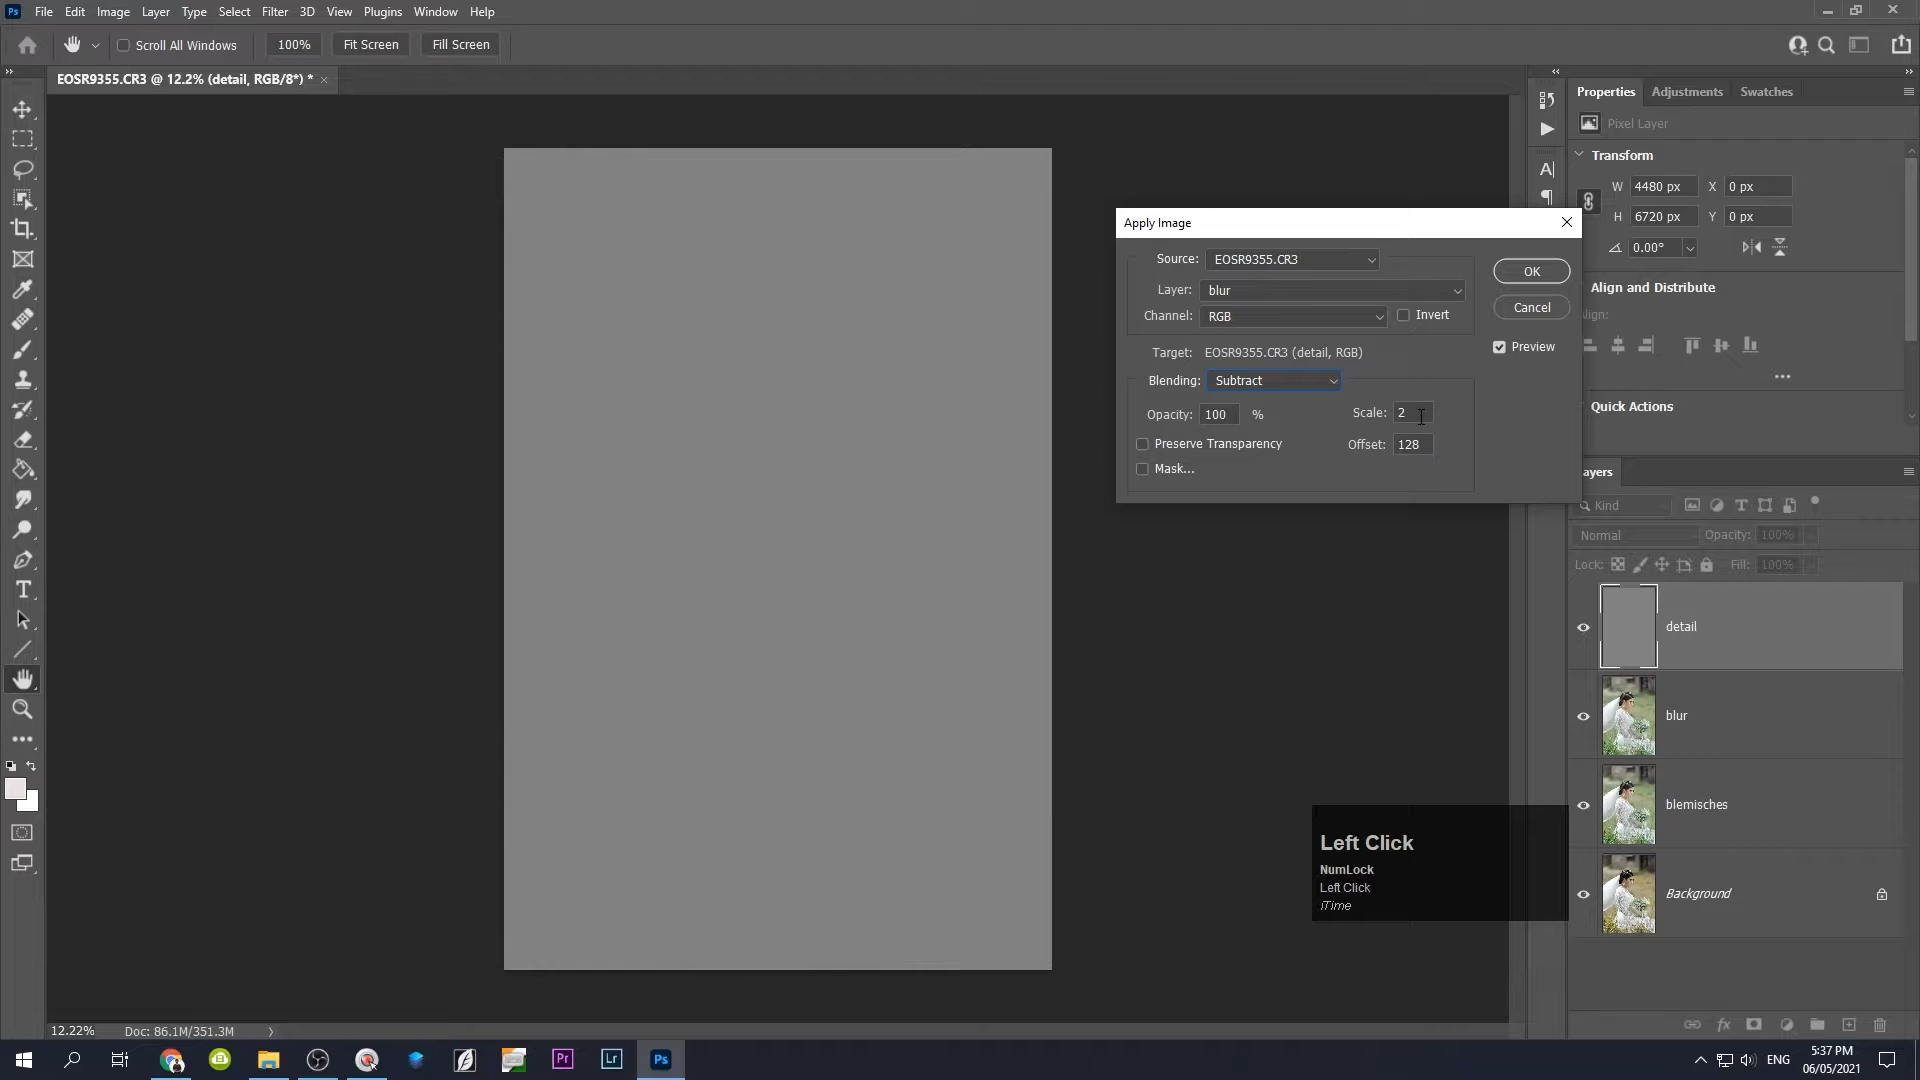 Ps File Edit Image Layer Type Select Filter 3D View Plugins Window Help
Scroll All Windows 100% Fit Screen Fill Screen
EOSR9355.CR3 @ 12.2% (detail, RGB/8*) * ×
Properties Adjustments Swatches
Pixel Layer
Transform
W 4480 px X 0 px
H 6720 px Y 0 px
0.00°
Align and Distribute
Quick Actions
Apply Image
Source: EOSR9355.CR3
OK
Layer: blur
Cancel
Channel: RGB Invert
Preview
Target: EOSR9355.CR3 (detail, RGB)
Blending: Subtract
Opacity: 100 % Scale: 2
Preserve Transparency Offset: 128
Mask...
ayers
Kind
Normal Opacity: 100%
Lock: Fill: 100%
detail
blur
blemisches
Background
Left Click
NumLock
Left Click
iTime
12.22% Doc: 86.1M/351.3M
Pr Lr Ps
ENG
5:37 PM
06/05/2021